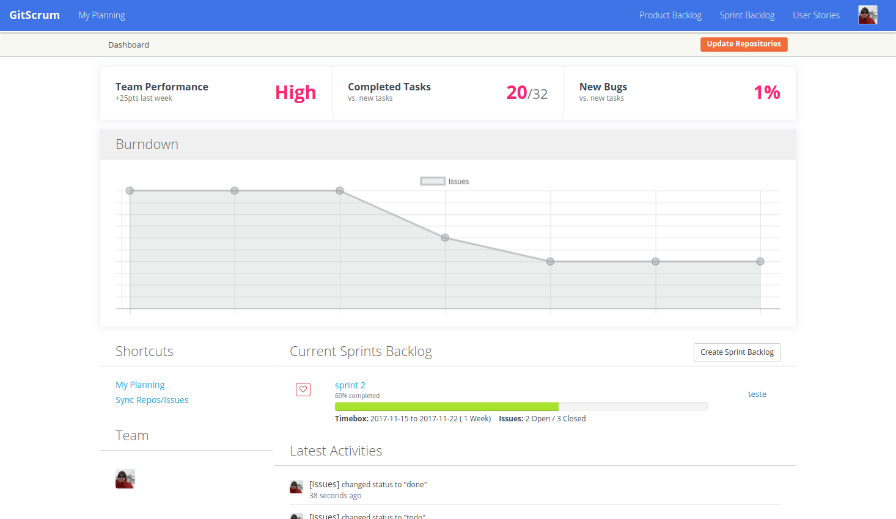 GitScrum My Planning Product Backlog Sprint Backlog User Stories
Dashboard Update Repositories
Team Performance
+25pts last week
High
Completed Tasks
vs. new tasks
20/32
New Bugs
vs. new tasks
1%
Burndown
Issues
Shortcuts
My Planning
Sync Repos/Issues
Team
Current Sprints Backlog Create Sprint Backlog
sprint 2
60% completed
teste
Timebox: 2017-11-15 to 2017-11-22 ( 1 Week) Issues: 2 Open / 3 Closed
Latest Activities
[Issues] changed status to "done"
38 seconds ago
[Issues] changed status to "todo"